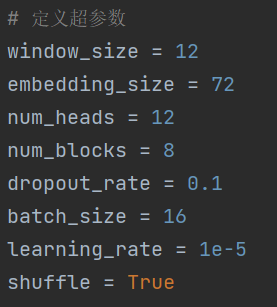 # 定义超参数
window_size = 12
embedding_size = 72
num_heads = 12
num_blocks = 8
dropout_rate = 0.1
batch_size = 16
learning_rate = 1e-5
shuffle = True